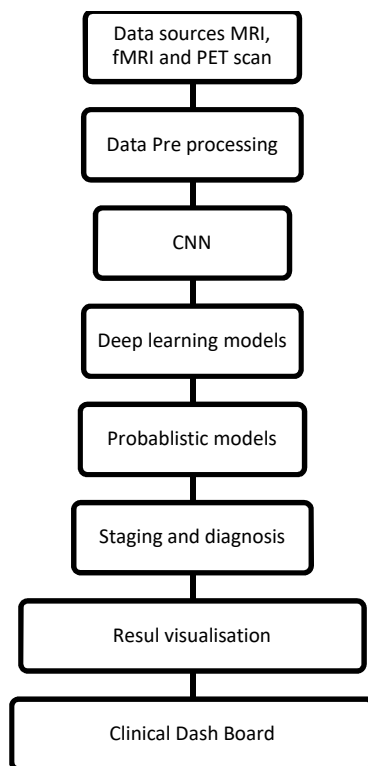 Data sources MRI,
fMRI and PET scan
Data Pre processing
CNN
Deep learning models
Probablistic models
Staging and diagnosis
Resul visualisation
Clinical Dash Board